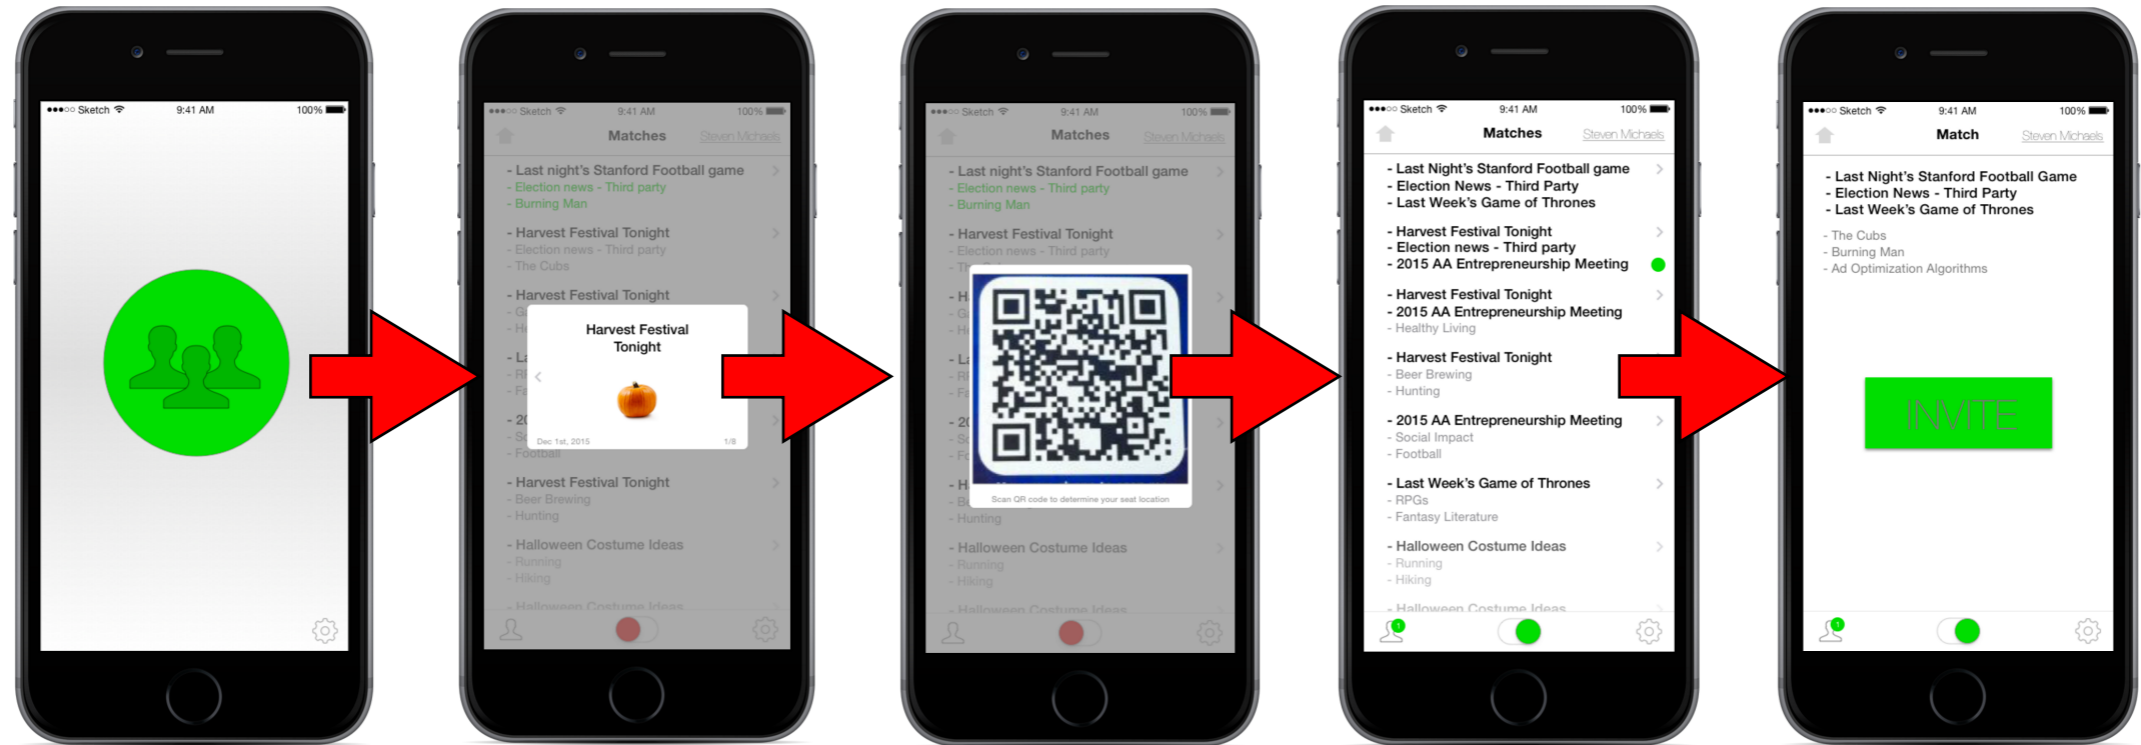 Sketch 9:41 AM 100%
Sketch 9:41 AM 100%
Matches Steven Michaels
- Last night's Stanford Football game
- Election news - Third party
- Burning Man
- Harvest Festival Tonight
- Election news - Third party
- The Cubs
- Harvest Festival Tonight
Harvest Festival
Tonight
Dec 1st, 2015 1/8
- Football
- Harvest Festival Tonight
- Beer Brewing
- Hunting
- Halloween Costume Ideas
- Running
- Hiking
- Halloween Costume Ideas
Sketch 9:41 AM 100%
Matches Steven Michaels
- Last night's Stanford Football game
- Election news - Third party
- Burning Man
- Harvest Festival Tonight
- Election news - Third party
Scan QR code to determine your seat location
- Hunting
- Halloween Costume Ideas
- Running
- Hiking
- Halloween Costume Ideas
Sketch 9:41 AM 100%
Matches Steven Michaels
- Last Night's Stanford Football game
- Election News - Third Party
- Last Week's Game of Thrones
- Harvest Festival Tonight
- Election news - Third party
- 2015 AA Entrepreneurship Meeting
- Harvest Festival Tonight
- 2015 AA Entrepreneurship Meeting
- Healthy Living
- Harvest Festival Tonight
- Beer Brewing
- Hunting
- 2015 AA Entrepreneurship Meeting
- Social Impact
- Football
- Last Week's Game of Thrones
- RPGs
- Fantasy Literature
- Halloween Costume Ideas
- Running
- Hiking
- Halloween Costume Ideas
1
Sketch 9:41 AM 100%
Match Steven Michaels
- Last Night's Stanford Football Game
- Election News - Third Party
- Last Week's Game of Thrones
- The Cubs
- Burning Man
- Ad Optimization Algorithms
INVITE
1